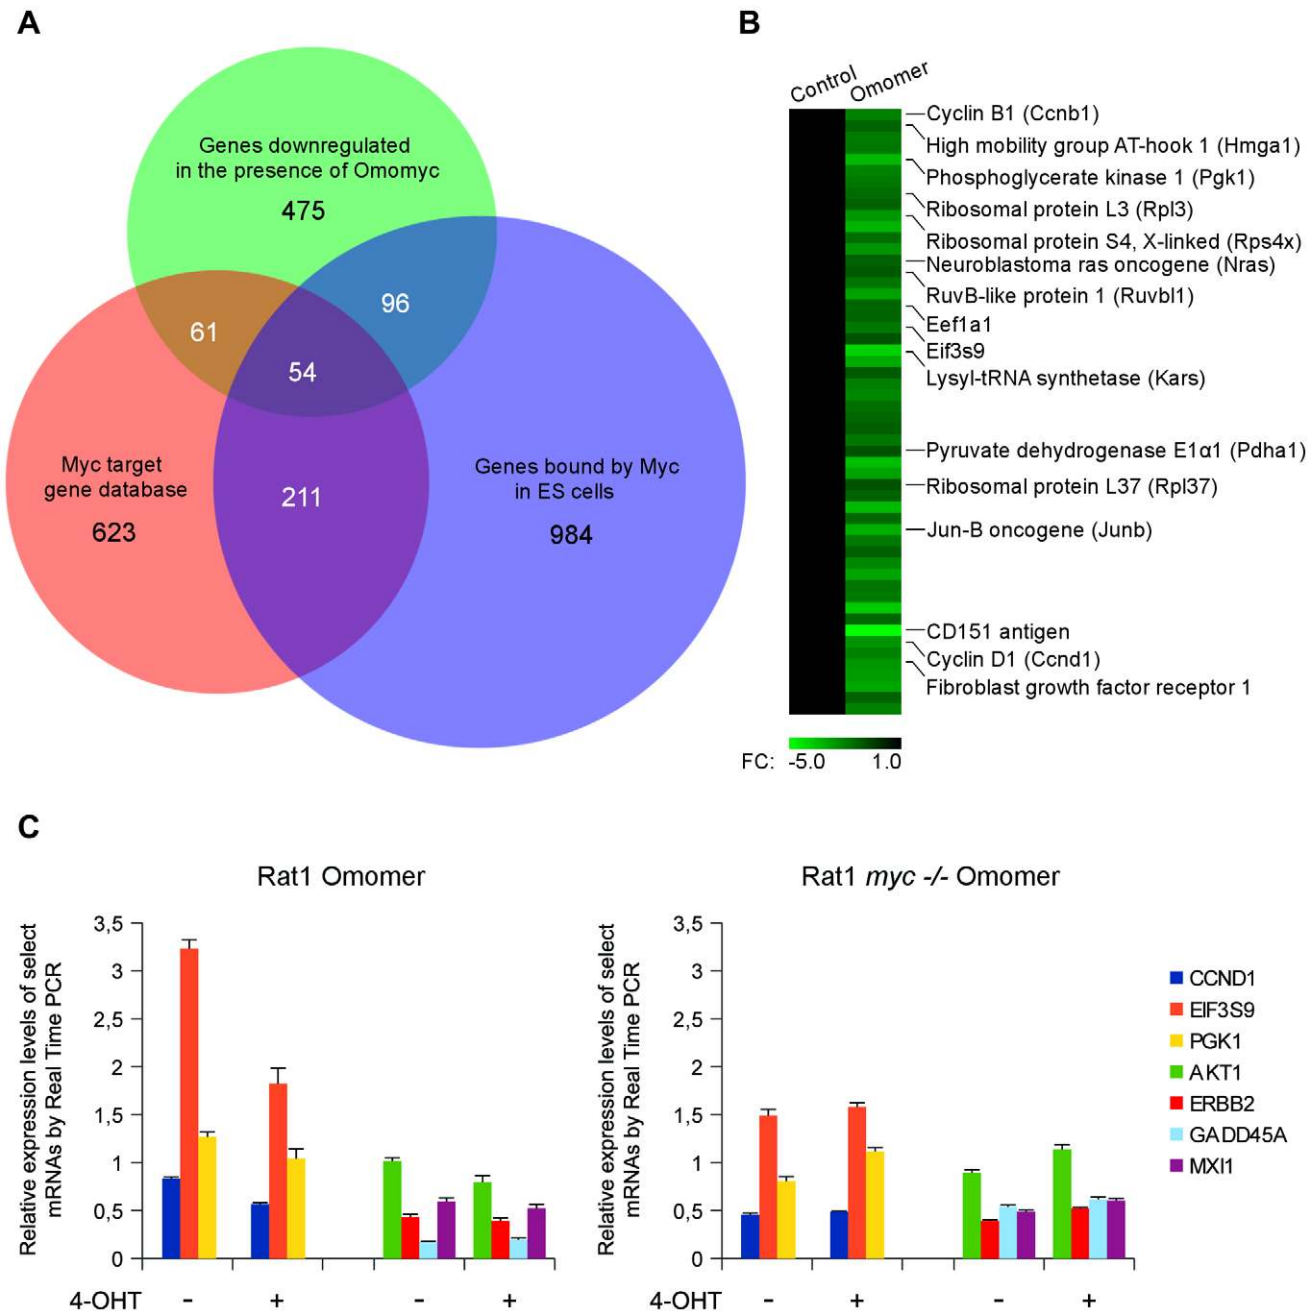 A
Genes downregulated
in the presence of Omomyc
475
96
61
54
Myc target
gene database
623
211
Genes bound by Myc
in ES cells
984
B
Control
Omomer
Cyclin B1 (Ccnb1)
High mobility group AT-hook 1 (Hmga1)
Phosphoglycerate kinase 1 (Pgk1)
Ribosomal protein L3 (Rpl3)
Ribosomal protein S4, X-linked (Rps4x)
Neuroblastoma ras oncogene (Nras)
RuvB-like protein 1 (Ruvbl1)
Eef1a1
Eif3s9
Lysyl-tRNA synthetase (Kars)
Pyruvate dehydrogenase E1α1 (Pdha1)
Ribosomal protein L37 (Rpl37)
Jun-B oncogene (Junb)
CD151 antigen
Cyclin D1 (Ccnd1)
Fibroblast growth factor receptor 1
FC: -5.0 1.0
C
Rat1 Omomer
Relative expression levels of select
mRNAs by Real Time PCR
3,5
3
2,5
2
1,5
1
0,5
0
4-OHT - + - +
Rat1 myc -/- Omomer
Relative expression levels of select
mRNAs by Real Time PCR
3,5
3
2,5
2
1,5
1
0,5
0
4-OHT - + - +
CCND1
EIF3S9
PGK1
AKT1
ERBB2
GADD45A
MXI1